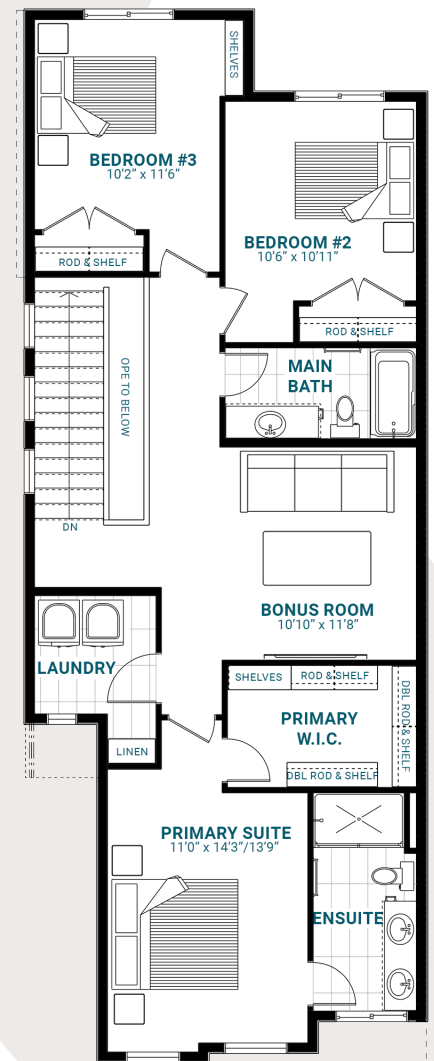 SHELVES
BEDROOM #3
10'2" x 11'6"
ROD & SHELF
BEDROOM #2
10'6" x 10'11"
ROD & SHELF
OPE TO BELOW
MAIN
BATH
DN
BONUS ROOM
10'10" x 11'8"
LAUNDRY
LINEN
SHELVES
ROD & SHELF
DBL ROD & SHELF
PRIMARY
W.I.C.
DBL ROD & SHELF
PRIMARY SUITE
11'0" x 14'3"/13'9"
ENSUITE